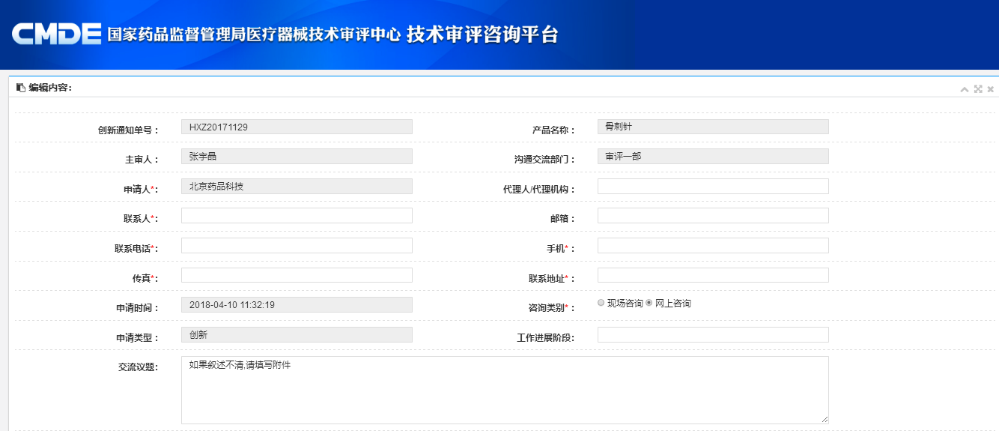 CMDE 国家药品监督管理局医疗器械技术审评中心 技术审评咨询平台
编辑内容：
创新通知单号： HXZ20171129 产品名称： 骨刺针
主审人： 张宇晶 沟通交流部门： 审评一部
申请人*： 北京药品科技 代理人/代理机构：
联系人*： 邮箱：
联系电话*： 手机*：
传真*： 联系地址*：
申请时间： 2018-04-10 11:32:19 咨询类别*： 现场咨询 网上咨询
申请类型： 创新 工作进展阶段：
交流议题： 如果叙述不清,请填写附件